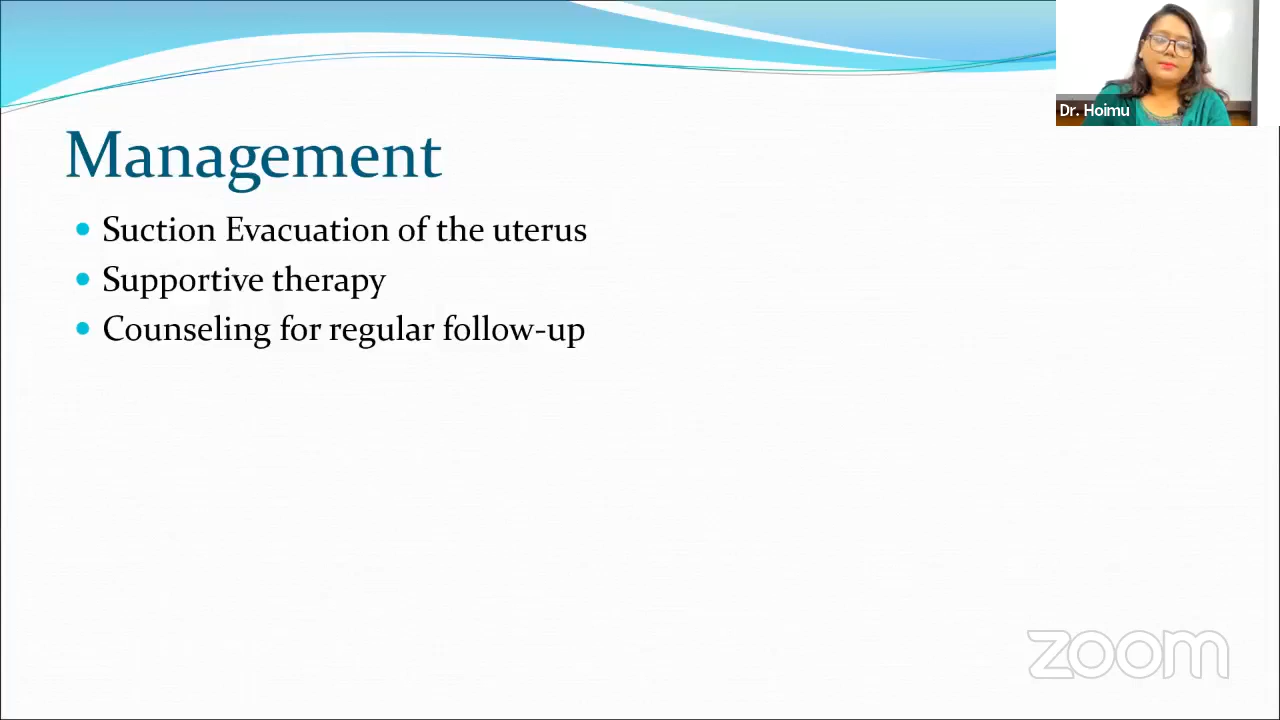 Dr. Hoimu
Management
Suction Evacuation of the uterus
Supportive therapy
Counseling for regular follow-up
zoom